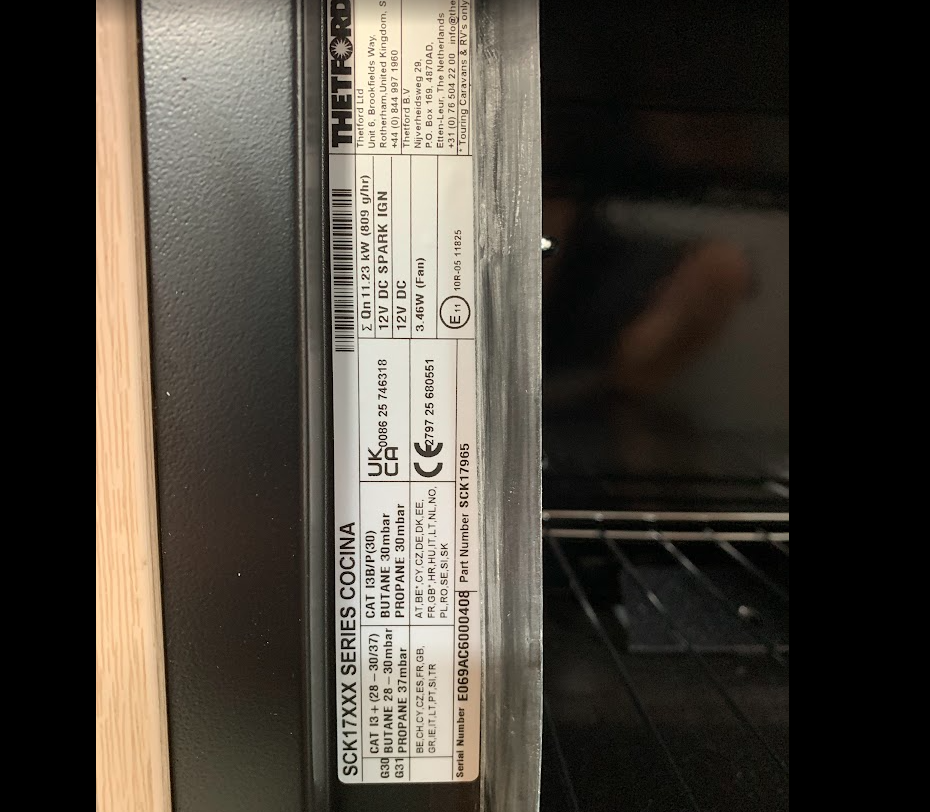 SCK17XXX SERIES COCINA
CAT I3+(28-30/37)
G30 BUTANE 28-30mbar
G31 PROPANE 37mbar
BE,CH,CY,CZ,ES,FR,GB,
GR,IE,IT,LT,PT,SI,TR
CAT I3B/P(30)
BUTANE 30mbar
PROPANE 30mbar
AT,BE*,CY,CZ,DE,DK,EE,
FR,GB*,HR,HU,IT,LT,NL,NO,
PL,RO,SE,SI,SK
Serial Number E069AC6000408 Part Number SCK17965
UK
CA
0086 25 746318
CE
2797 25 680551
Σ Qn 11.23 kW (809 g/hr)
12V DC SPARK IGN
12V DC
3.46W (Fan)
E11 10R-05 11825
THETFORD
Thetford Ltd
Unit 6, Brookfields Way,
Rotherham,United Kingdom, S
+44 (0) 844 997 1960
Thetford B.V
Nijverheidsweg 29,
P.O. Box 169, 4870AD,
Etten-Leur, The Netherlands
+31 (0) 76 504 22 00 info@the
* Touring Caravans & RV's only